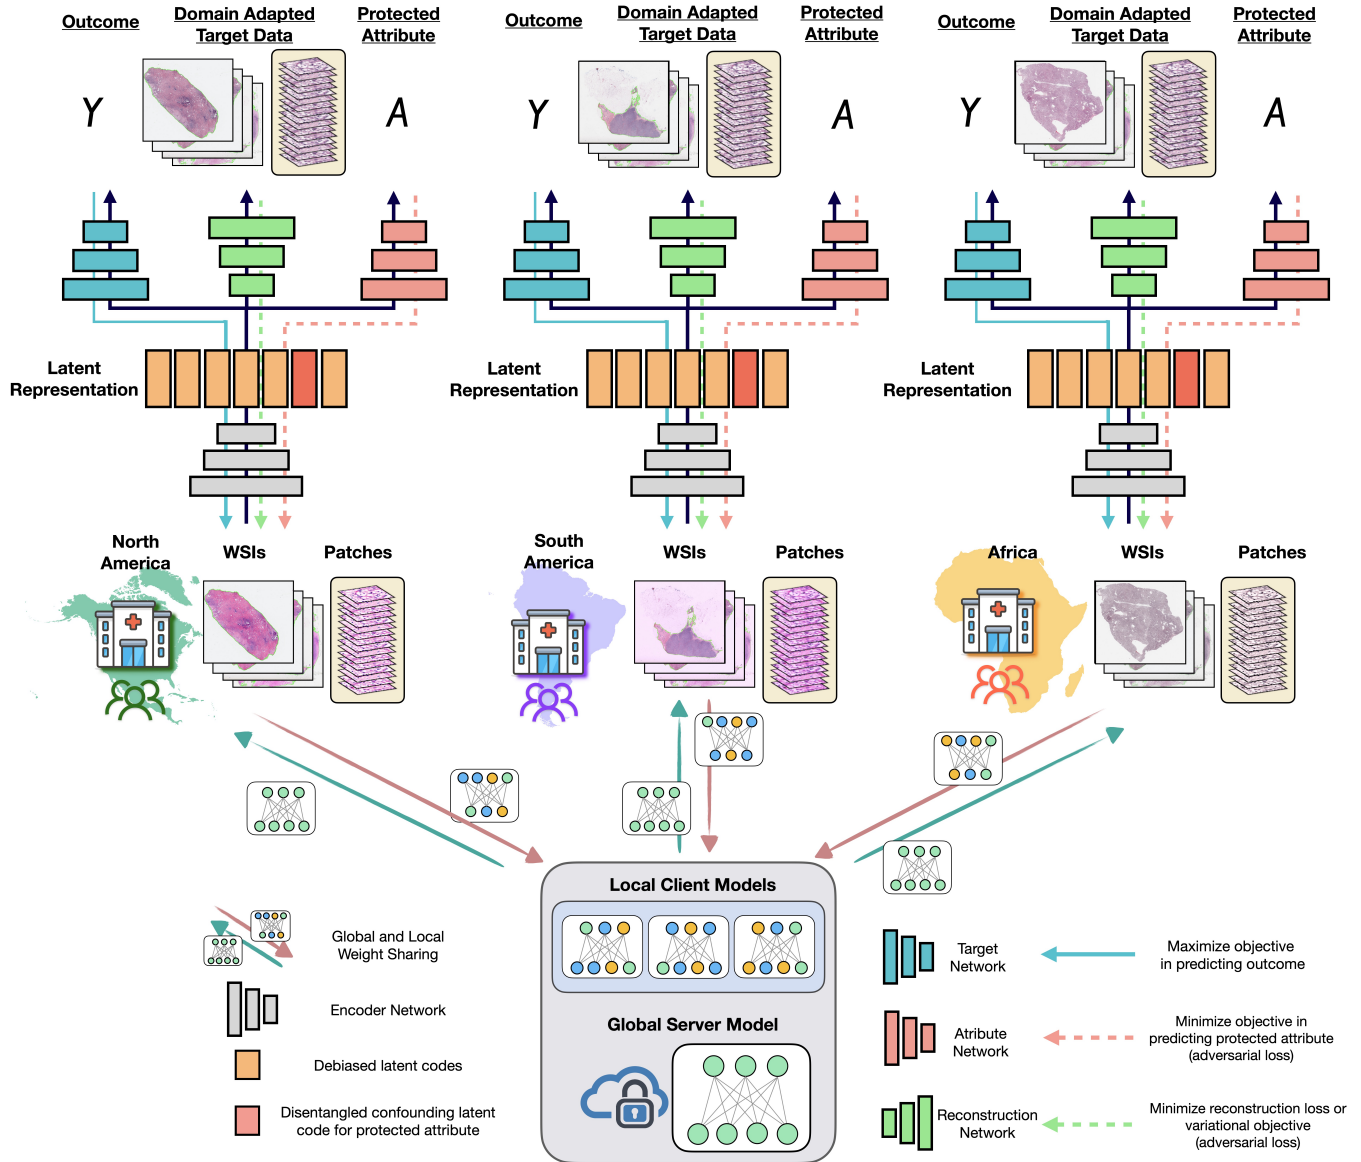 Outcome
Domain Adapted
Target Data
Protected
Attribute
Outcome
Domain Adapted
Target Data
Protected
Attribute
Outcome
Domain Adapted
Target Data
Protected
Attribute
Y
A
Y
A
Y
A
Latent
Representation
Latent
Representation
Latent
Representation
North
America
WSIs
Patches
South
America
WSIs
Patches
Africa
WSIs
Patches
Local Client Models
Global Server Model
Global and Local
Weight Sharing
Encoder Network
Debiased latent codes
Disentangled confounding latent
code for protected attribute
Target
Network
Maximize objective
in predicting outcome
Atribute
Network
Minimize objective in
predicting protected attribute
(adversarial loss)
Reconstruction
Network
Minimize reconstruction loss or
variational objective
(adversarial loss)